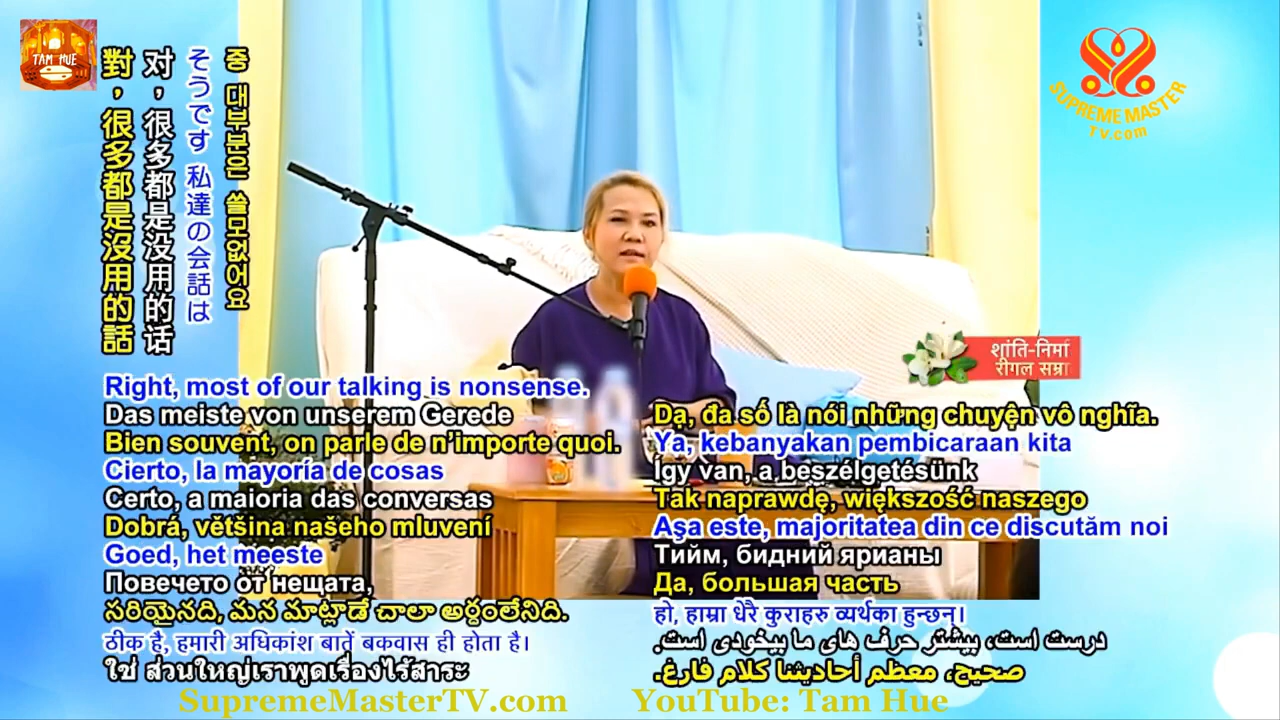 TAM HUE
對，很多都是沒用的話
对，很多都是没用的话
そうです 私達の会話は
중 대부분은 쓸모없어요
SUPREME MASTER
TV.com
शांति-निर्मा
रीगल सम्रा
Right, most of our talking is nonsense.
Das meiste von unserem Gerede
Bien souvent, on parle de n'importe quoi.
Cierto, la mayoría de cosas
Certo, a maioria das conversas
Dobrá, většina našeho mluvení
Goed, het meeste
Повечето от нещата,
సరియైనది, మన మాట్లాడే చాలా అర్థంలేనిది.
ठीक है, हमारी अधिकांश बातें बकवास ही होता है।
ใช่ ส่วนใหญ่เราพูดเรื่องไร้สาระ
Dạ, đa số là nói những chuyện vô nghĩa.
Ya, kebanyakan pembicaraan kita
Így van, a beszélgetésünk
Tak naprawdę, większość naszego
Aşa este, majoritatea din ce discutăm noi
Тийм, бидний ярианы
Да, большая часть
हो, हाम्रा धेरै कुराहरु व्यर्थका हुन्छन्।
درست است، بیشتر حرف های ما بیخودی است.
صحيح، معظم أحاديثنا كلام فارغ.
SupremeMasterTV.com
YouTube: Tam Hue